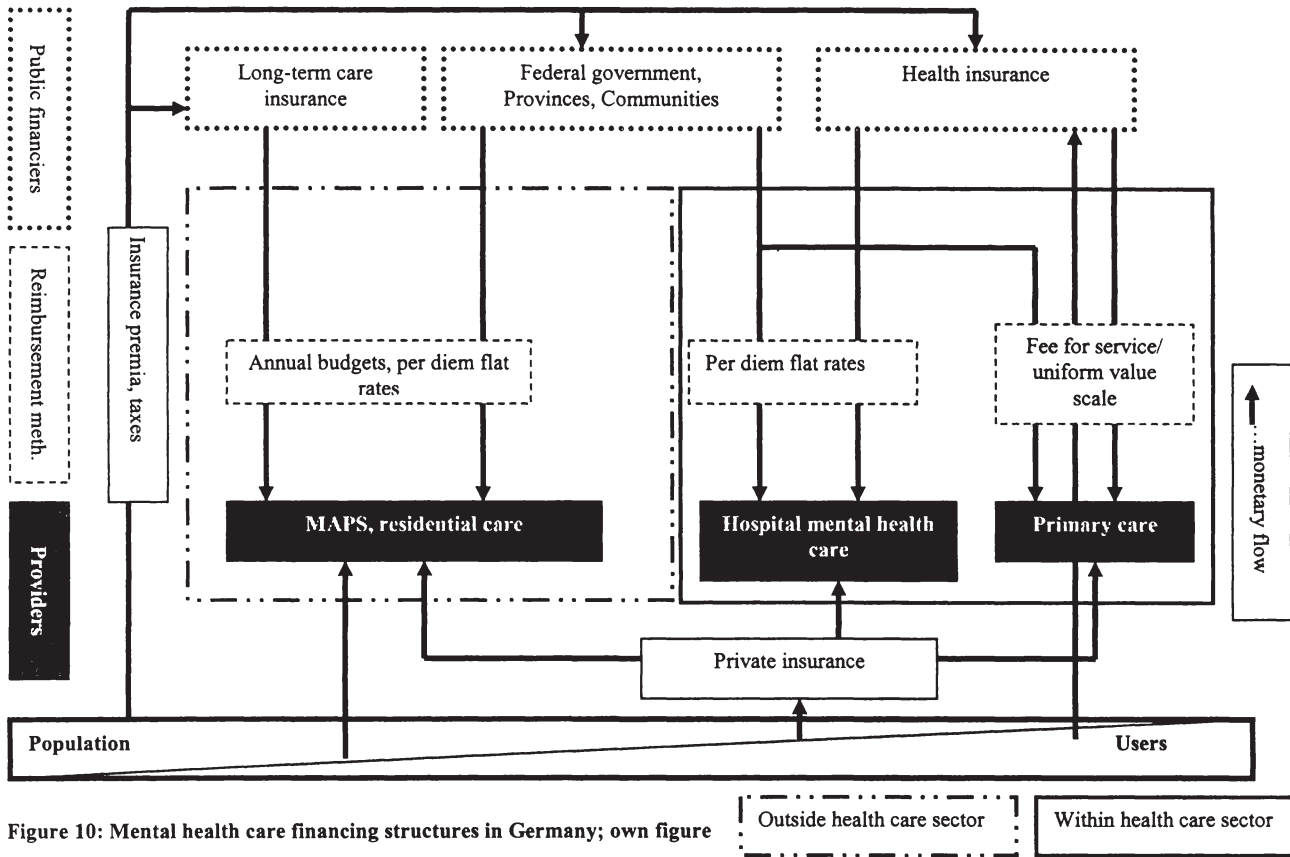 Public financiers
Reimbursement meth.
Providers
Insurance premia, taxes
Long-term care
insurance
Federal government,
Provinces, Communities
Health insurance
Annual budgets, per diem flat
rates
Per diem flat rates
Fee for service/
uniform value
scale
MAPS, residential care
Hospital mental health
care
Primary care
Private insurance
...monetary flow
Population
Users
Figure 10: Mental health care financing structures in Germany; own figure
Outside health care sector
Within health care sector